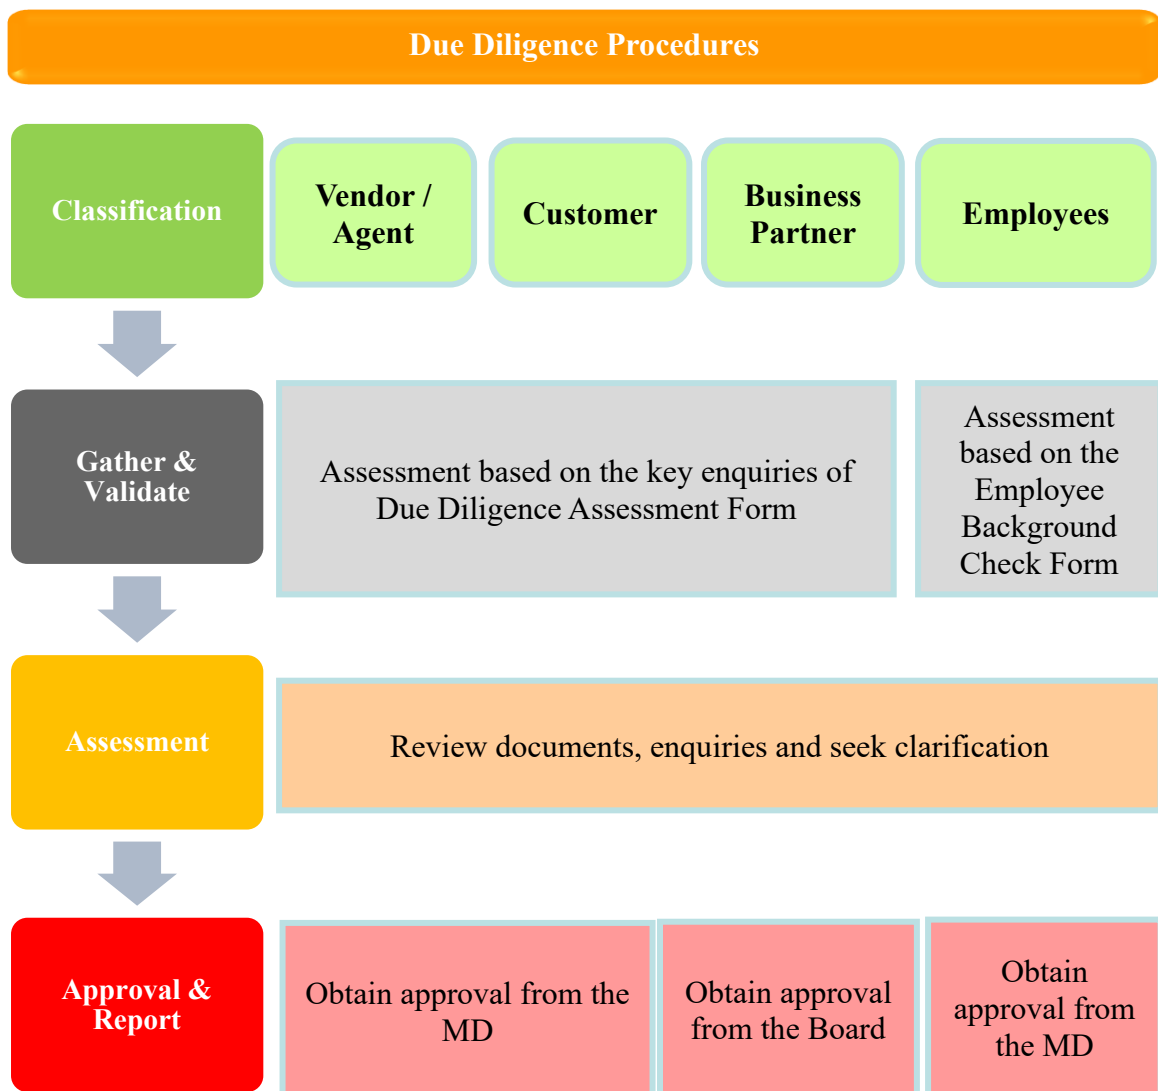 Due Diligence Procedures
Classification
Vendor /
Agent
Customer
Business
Partner
Employees
Gather &
Validate
Assessment based on the key enquiries of
Due Diligence Assessment Form
Assessment
based on the
Employee
Background
Check Form
Assessment
Review documents, enquiries and seek clarification
Approval &
Report
Obtain approval from the
MD
Obtain approval
from the Board
Obtain
approval from
the MD